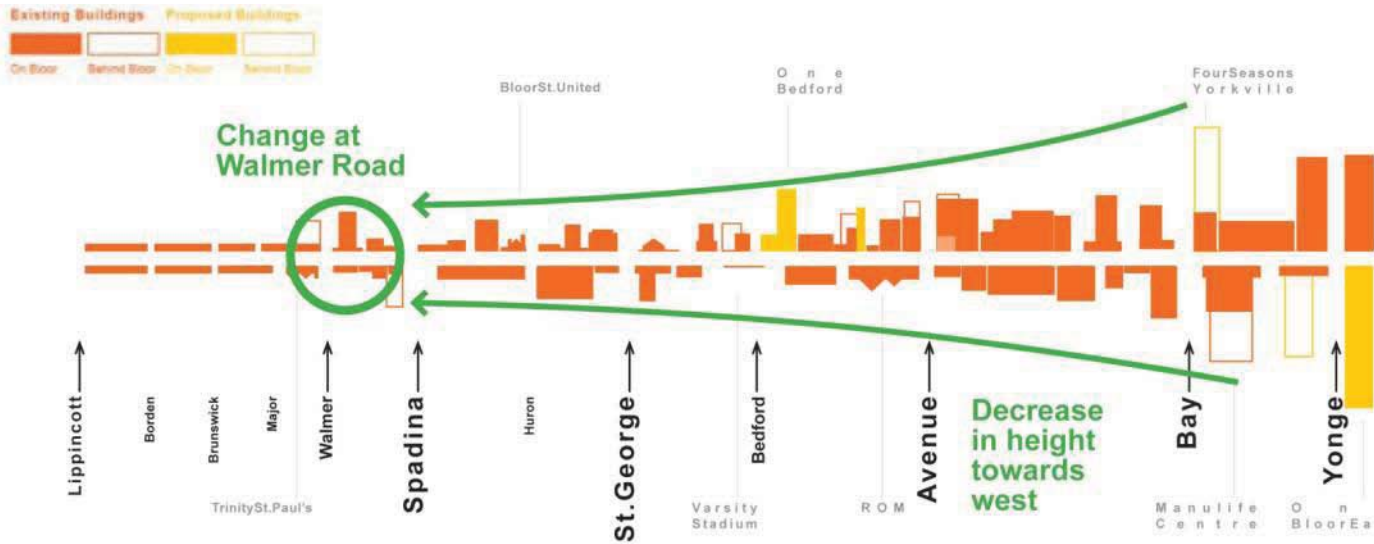 Existing Buildings Proposed Buildings
On Bloor Behind Bloor On Bloor Behind Bloor
BloorSt.United
One
Bedford
FourSeasons
Yorkville
Change at
Walmer Road
Decrease
in height
towards
west
Lippincott
Borden
Brunswick
Major
Walmer
Spadina
Huron
St.George
Bedford
Avenue
Bay
Yonge
TrinitySt.Paul's
Varsity
Stadium
ROM
Manulife
Centre
On
BloorEa